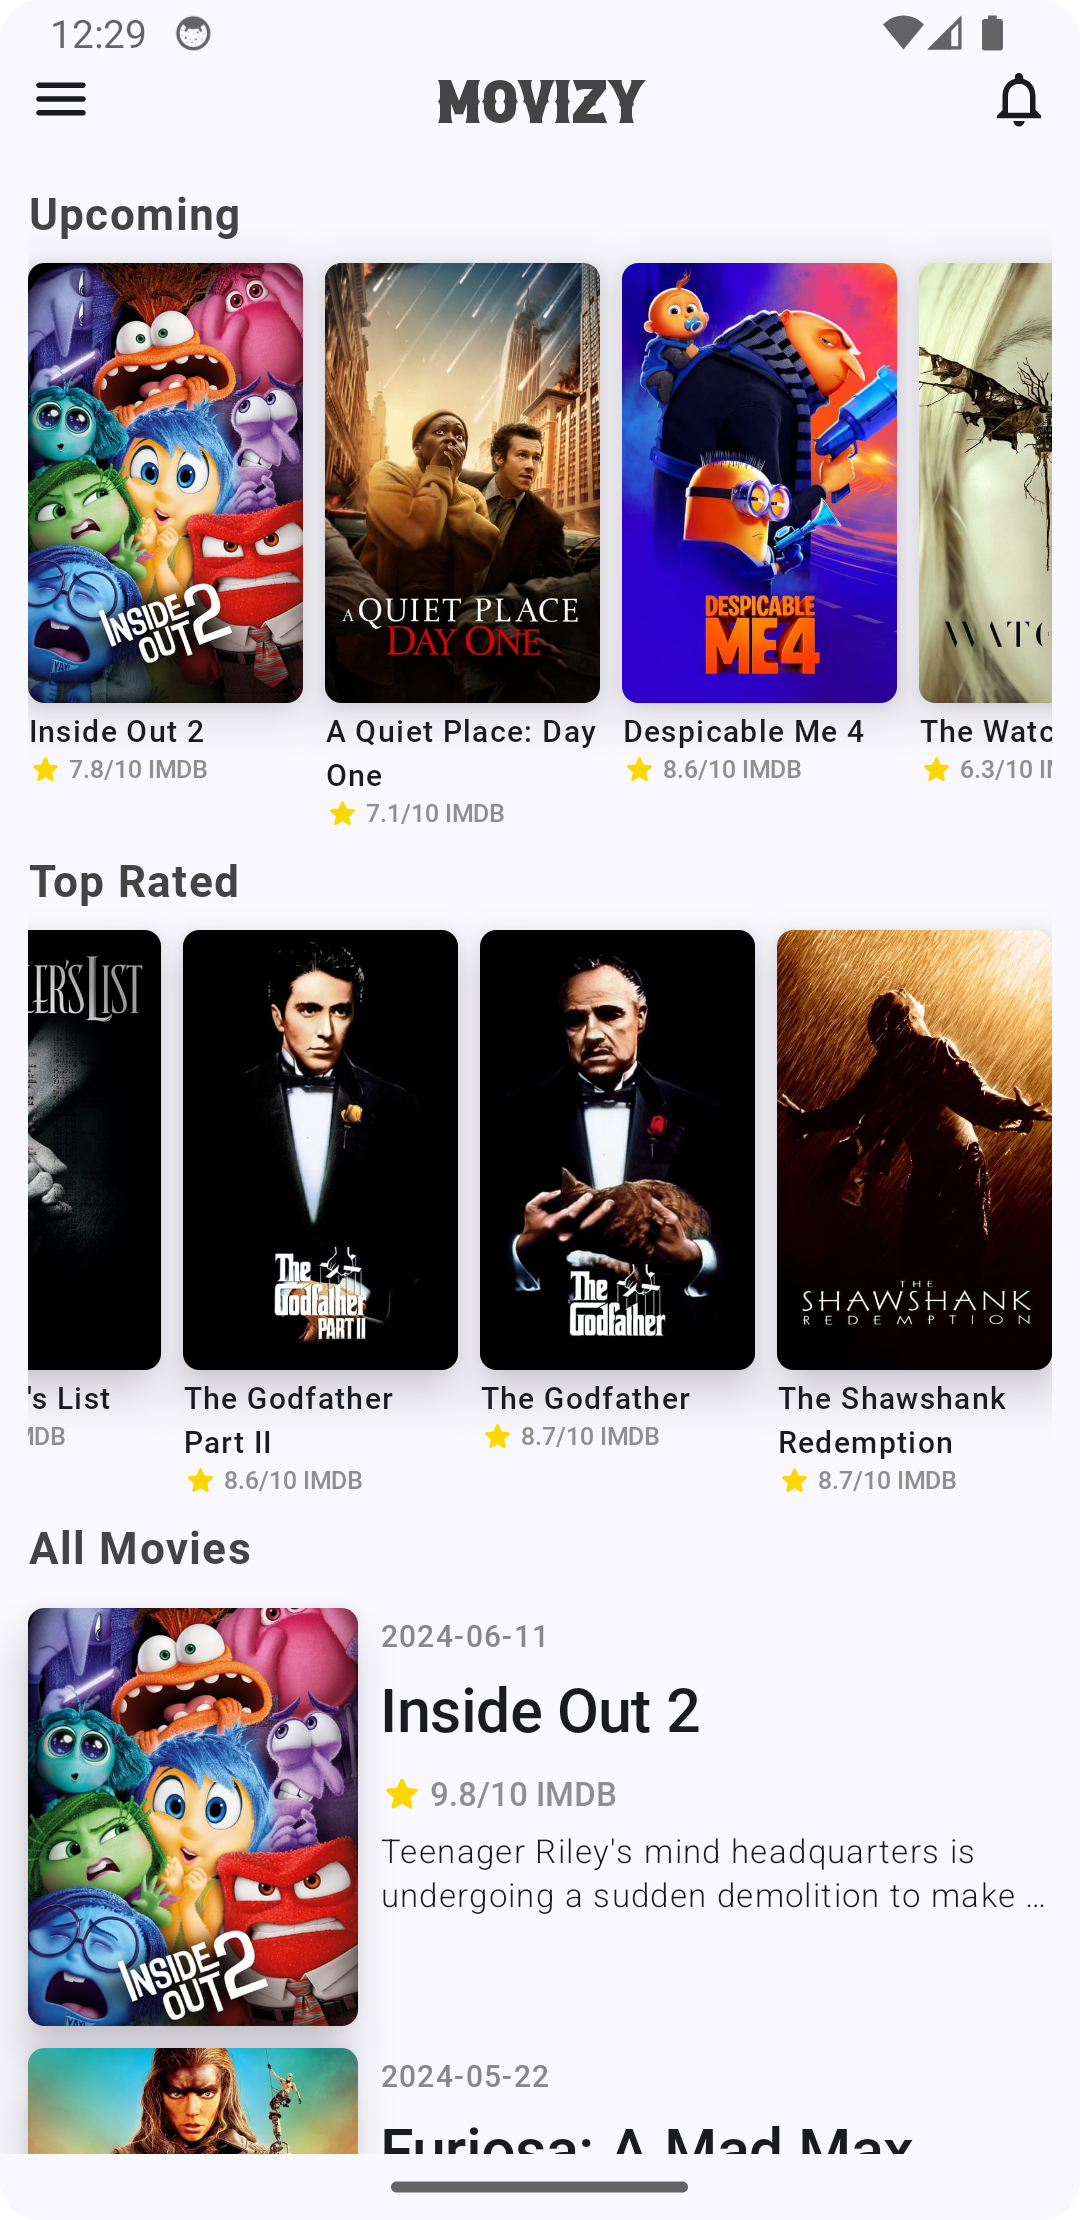 12:29
MOVIZY
Upcoming
INSIDE
OUT 2
YAY!
A QUIET PLACE
DAY ONE
DESPICABLE
ME 4
WATC
Inside Out 2
7.8/10 IMDB
A Quiet Place: Day
One
7.1/10 IMDB
Despicable Me 4
8.6/10 IMDB
The Watc
6.3/10 IM
Top Rated
LER'S LIST
The
Godfather
PART II
The
Godfather
THE
SHAWSHANK
REDEMPTION
's List
MDB
The Godfather
Part II
8.6/10 IMDB
The Godfather
8.7/10 IMDB
The Shawshank
Redemption
8.7/10 IMDB
All Movies
INSIDE
OUT 2
YAY!
2024-06-11
Inside Out 2
9.8/10 IMDB
Teenager Riley's mind headquarters is
undergoing a sudden demolition to make ...
2024-05-22
Furiosa: A Mad Max